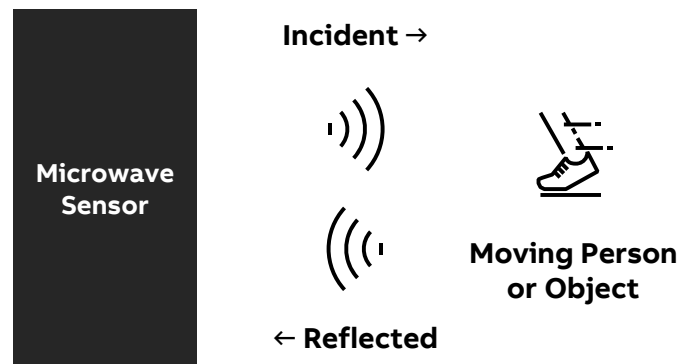 Incident →
Microwave
Sensor
Moving Person
or Object
← Reflected